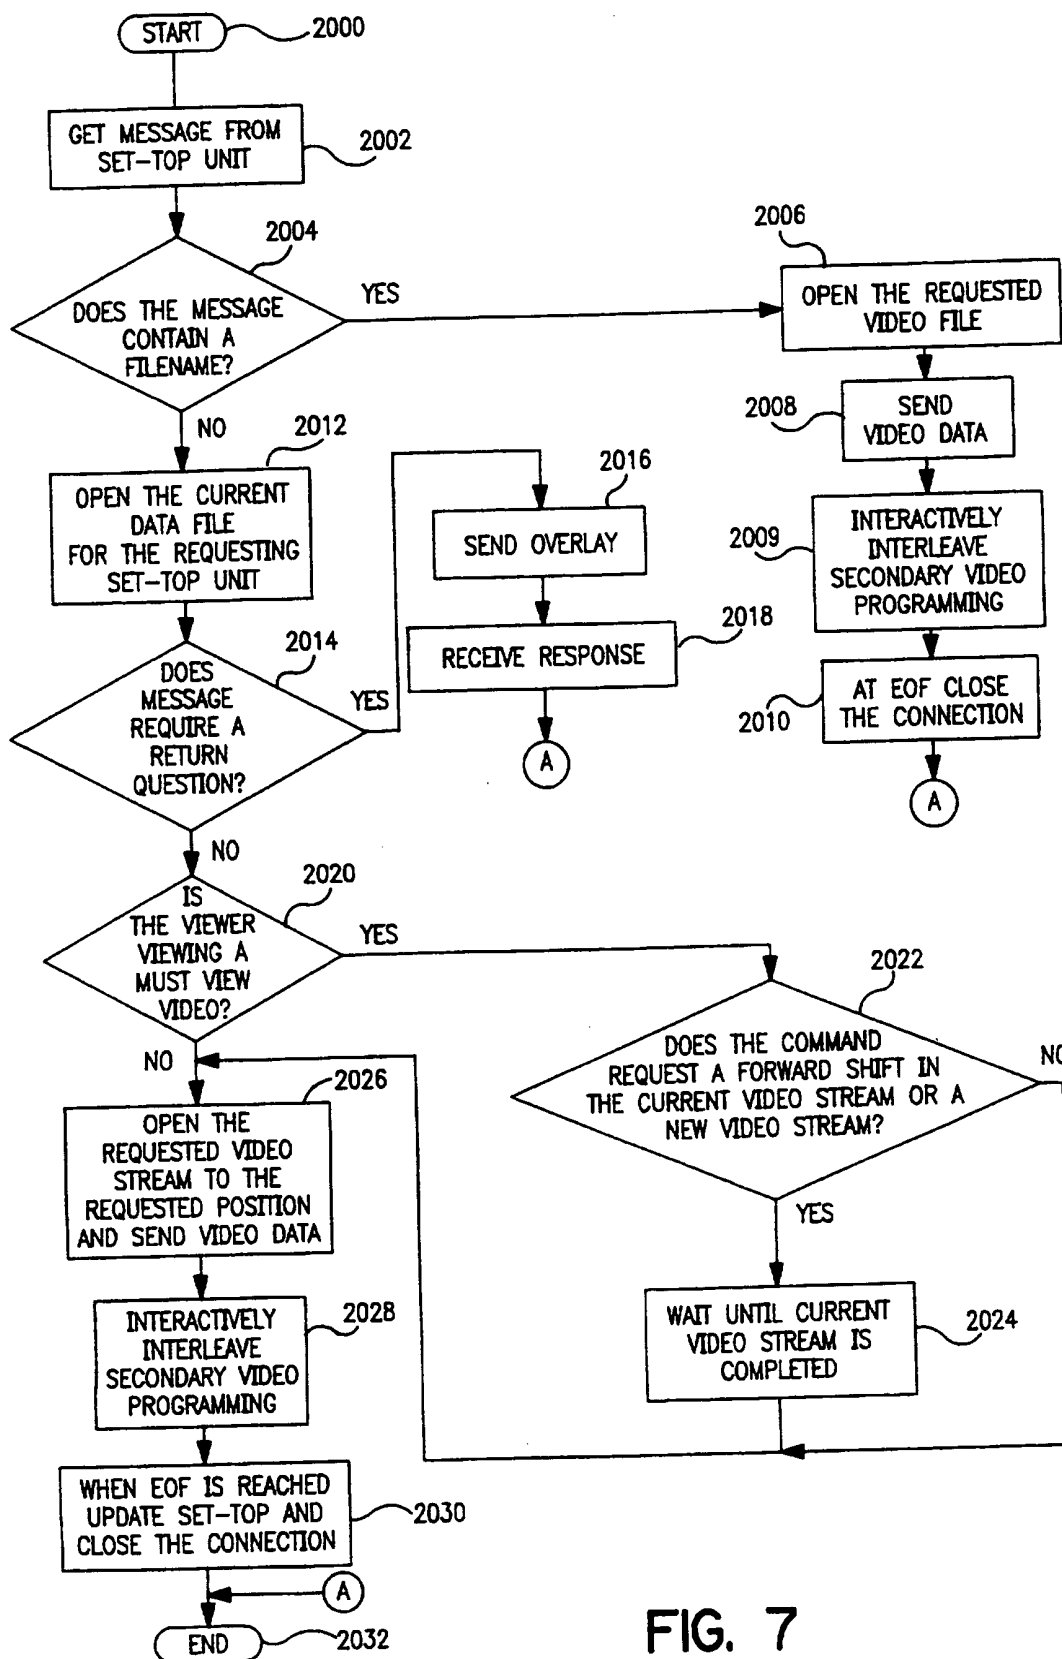 START
2000
GET MESSAGE FROM
SET-TOP UNIT
2002
2004
DOES THE MESSAGE
CONTAIN A
FILENAME?
YES
NO
2006
OPEN THE REQUESTED
VIDEO FILE
2008
SEND
VIDEO DATA
2009
INTERACTIVELY
INTERLEAVE
SECONDARY VIDEO
PROGRAMMING
2010
AT EOF CLOSE
THE CONNECTION
A
2012
OPEN THE CURRENT
DATA FILE
FOR THE REQUESTING
SET-TOP UNIT
2014
DOES
MESSAGE
REQUIRE A
RETURN
QUESTION?
YES
NO
2016
SEND OVERLAY
2018
RECEIVE RESPONSE
A
2020
IS
THE VIEWER
VIEWING A
MUST VIEW
VIDEO?
YES
NO
2022
DOES THE COMMAND
REQUEST A FORWARD SHIFT IN
THE CURRENT VIDEO STREAM OR A
NEW VIDEO STREAM?
NO
YES
2024
WAIT UNTIL CURRENT
VIDEO STREAM IS
COMPLETED
2026
OPEN THE
REQUESTED VIDEO
STREAM TO THE
REQUESTED POSITION
AND SEND VIDEO DATA
2028
INTERACTIVELY
INTERLEAVE
SECONDARY VIDEO
PROGRAMMING
WHEN EOF IS REACHED
UPDATE SET-TOP AND
CLOSE THE CONNECTION
2030
A
END
2032
FIG. 7